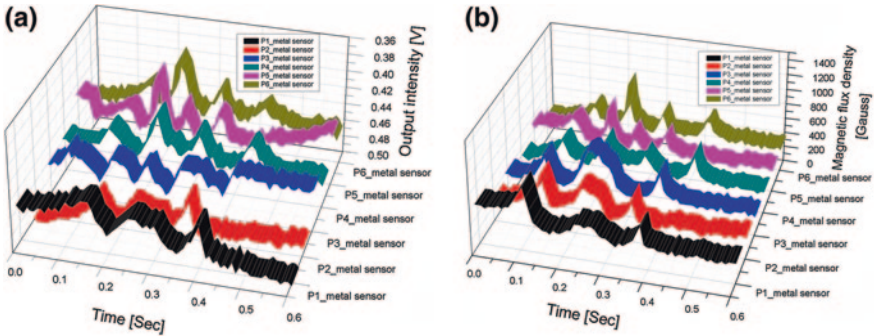 (a)
P1_metal sensor
P2_metal sensor
P3_metal sensor
P4_metal sensor
P5_metal sensor
P6_metal sensor
0.36
0.38
0.40
0.42
0.44
0.46
0.48
0.50
Output intensity [V]
P6_metal sensor
P5_metal sensor
P4_metal sensor
P3_metal sensor
P2_metal sensor
P1_metal sensor
0.0
0.1
0.2
0.3
0.4
0.5
0.6
Time [Sec]
(b)
P1_metal sensor
P2_metal sensor
P3_metal sensor
P4_metal sensor
P5_metal sensor
P6_metal sensor
1400
1200
1000
800
600
400
200
0
Magnetic flux density
[Gauss]
P6_metal sensor
P5_metal sensor
P4_metal sensor
P3_metal sensor
P2_metal sensor
P1_metal sensor
0.0
0.1
0.2
0.3
0.4
0.5
0.6
Time [Sec]